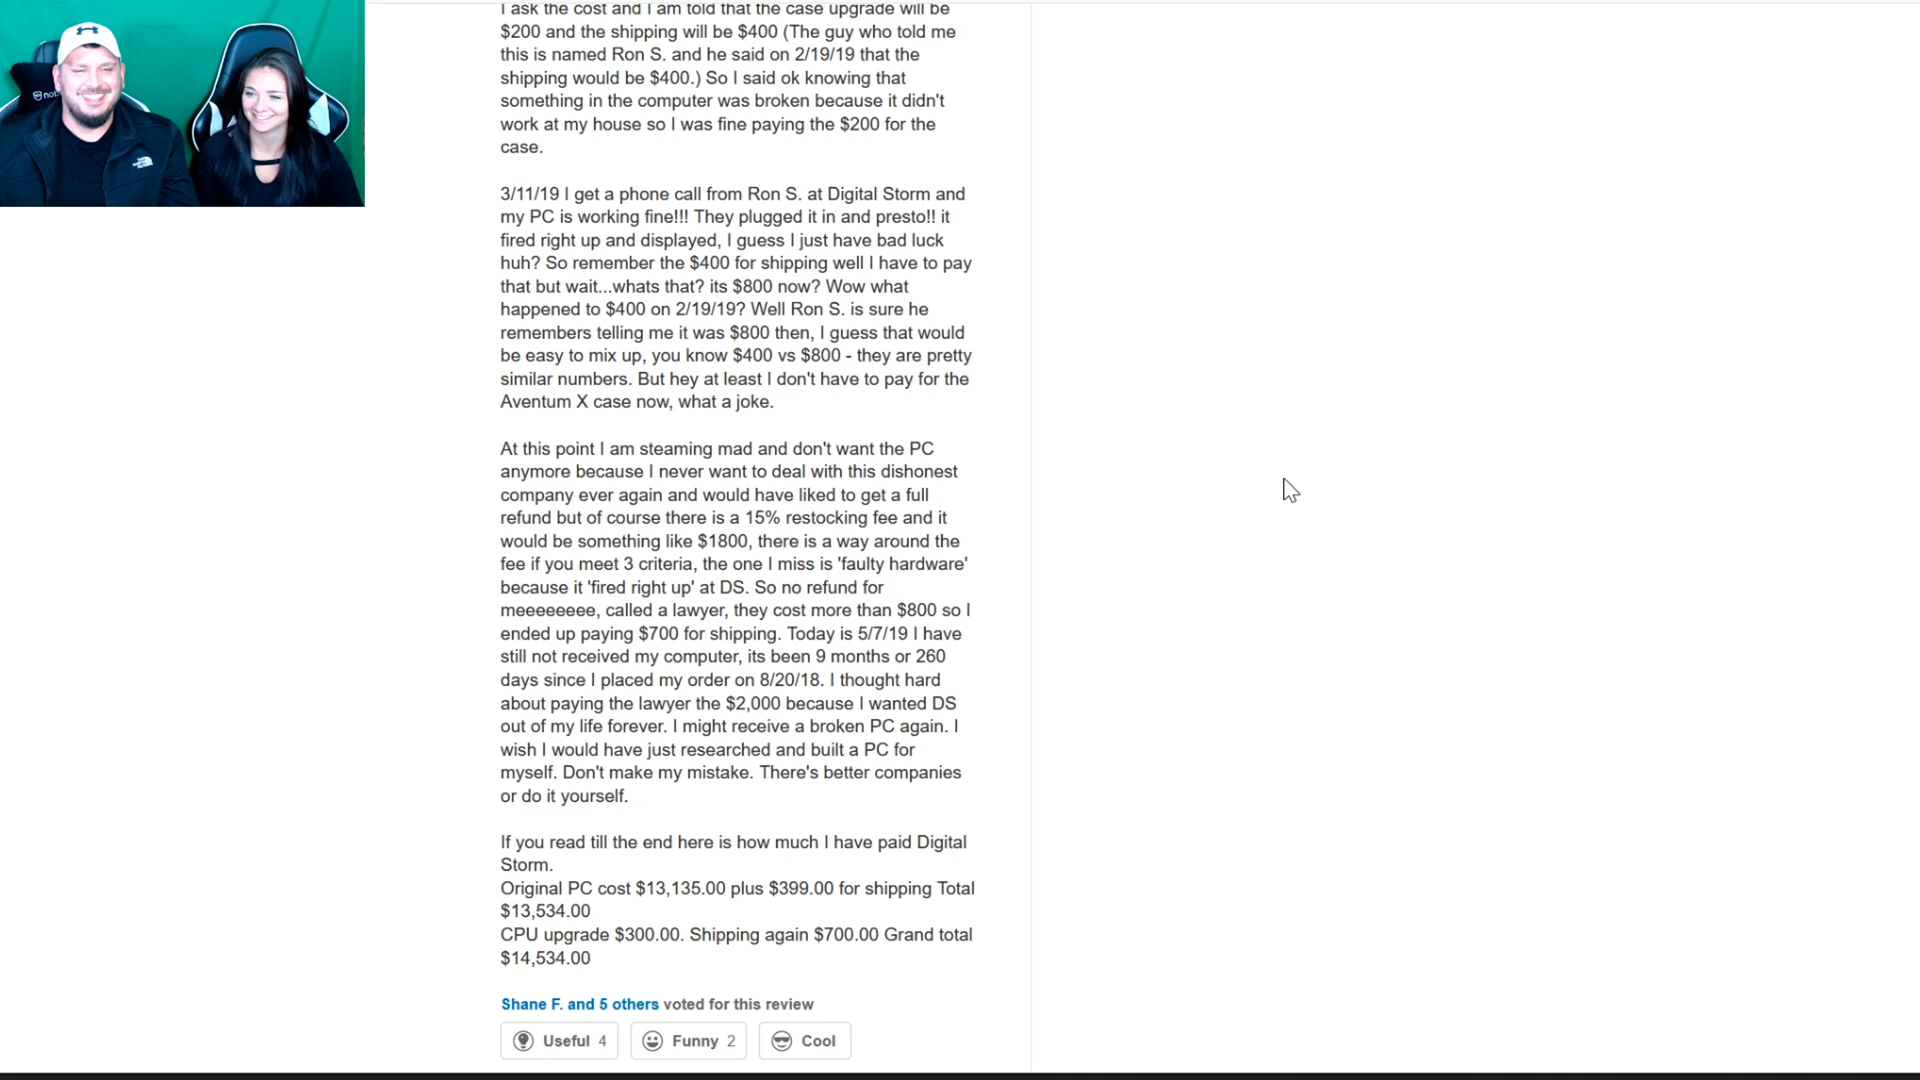 I ask the cost and I am told that the case upgrade will be
$200 and the shipping will be $400 (The guy who told me
this is named Ron S. and he said on 2/19/19 that the
shipping would be $400.) So I said ok knowing that
something in the computer was broken because it didn't
work at my house so I was fine paying the $200 for the
case.
3/11/19 I get a phone call from Ron S. at Digital Storm and
my PC is working fine!!! They plugged it in and presto!! it
fired right up and displayed, I guess I just have bad luck
huh? So remember the $400 for shipping well I have to pay
that but wait...whats that? its $800 now? Wow what
happened to $400 on 2/19/19? Well Ron S. is sure he
remembers telling me it was $800 then, I guess that would
be easy to mix up, you know $400 vs $800 - they are pretty
similar numbers. But hey at least I don't have to pay for the
Aventum X case now, what a joke.
At this point I am steaming mad and don't want the PC
anymore because I never want to deal with this dishonest
company ever again and would have liked to get a full
refund but of course there is a 15% restocking fee and it
would be something like $1800, there is a way around the
fee if you meet 3 criteria, the one I miss is 'faulty hardware'
because it 'fired right up' at DS. So no refund for
meeeeeeee, called a lawyer, they cost more than $800 so I
ended up paying $700 for shipping. Today is 5/7/19 I have
still not received my computer, its been 9 months or 260
days since I placed my order on 8/20/18. I thought hard
about paying the lawyer the $2,000 because I wanted DS
out of my life forever. I might receive a broken PC again. I
wish I would have just researched and built a PC for
myself. Don't make my mistake. There's better companies
or do it yourself.
If you read till the end here is how much I have paid Digital
Storm.
Original PC cost $13,135.00 plus $399.00 for shipping Total
$13,534.00
CPU upgrade $300.00. Shipping again $700.00 Grand total
$14,534.00
Shane F. and 5 others voted for this review
Useful 4 Funny 2 Cool